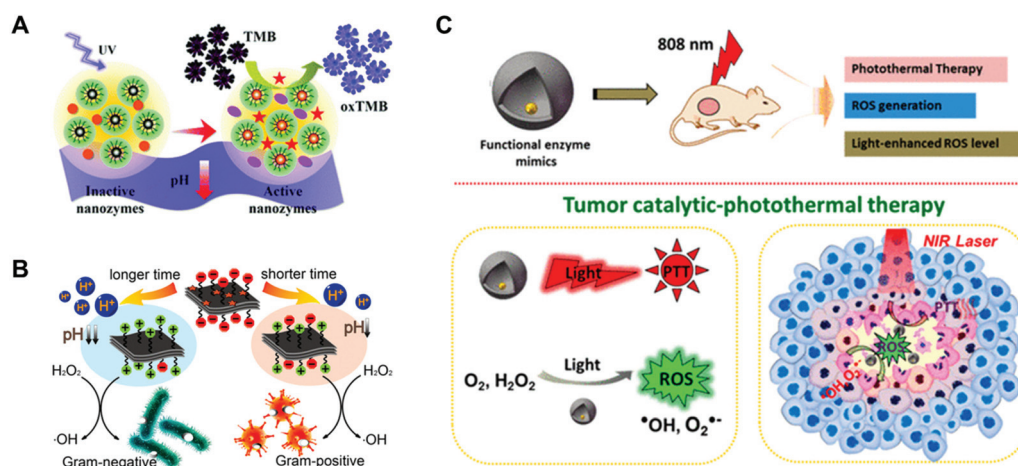 A
UV
TMB
oxTMB
Inactive
nanozymes
pH
Active
nanozymes
B
longer time
shorter time
H+
H+
H+
H+
H+
H+
pH
pH
H₂O₂
H₂O₂
·OH
·OH
Gram-negative
Gram-positive
C
808 nm
Functional enzyme
mimics
Photothermal Therapy
ROS generation
Light-enhanced ROS level
Tumor catalytic-photothermal therapy
Light
PTT
O₂, H₂O₂
Light
ROS
•OH, O₂•-
NIR Laser
PTT
ROS